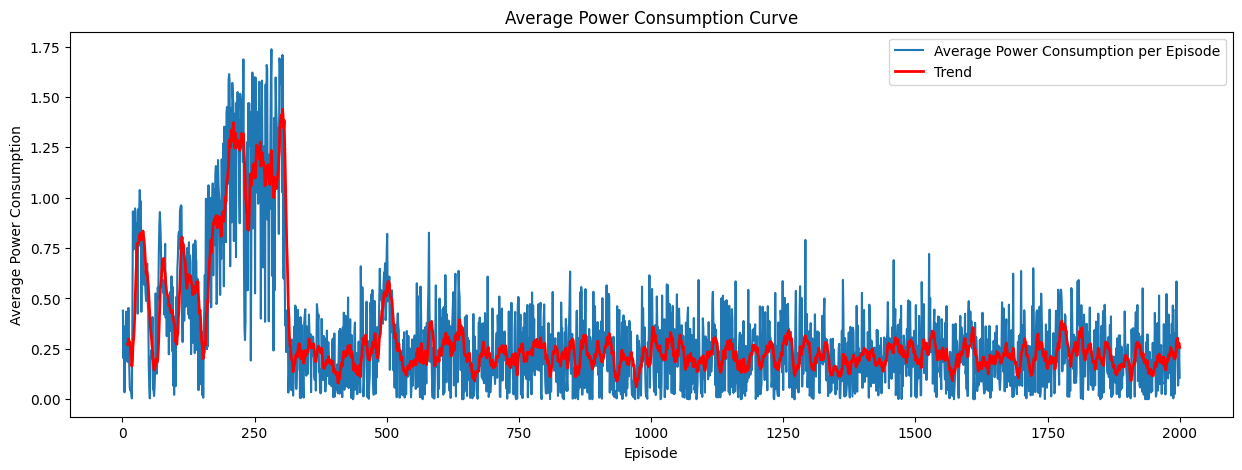 Average Power Consumption Curve
Average Power Consumption per Episode
Trend
Average Power Consumption
1.75
1.50
1.25
1.00
0.75
0.50
0.25
0.00
0 250 500 750 1000 1250 1500 1750 2000
Episode